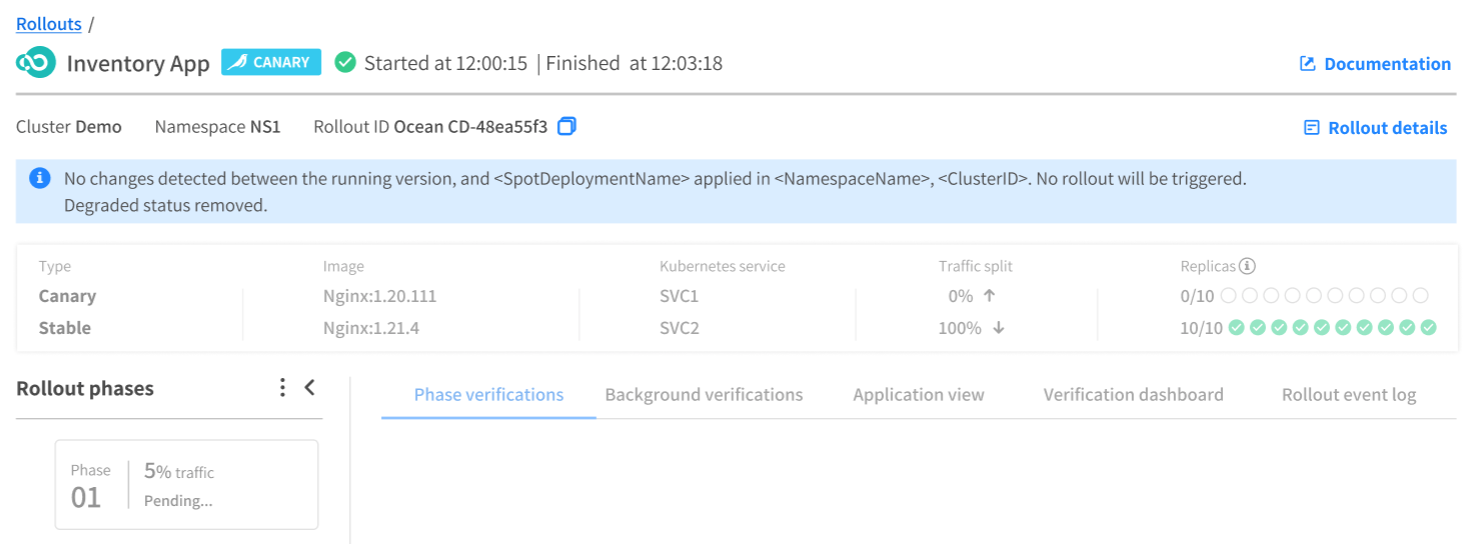 Rollouts /
Inventory App CANARY Started at 12:00:15 | Finished at 12:03:18
Documentation
Cluster Demo Namespace NS1 Rollout ID Ocean CD-48ea55f3
Rollout details
No changes detected between the running version, and <SpotDeploymentName> applied in <NamespaceName>, <ClusterID>. No rollout will be triggered.
Degraded status removed.
Type Image Kubernetes service Traffic split Replicas
Canary Nginx:1.20.111 SVC1 0% ↑ 0/10
Stable Nginx:1.21.4 SVC2 100% ↓ 10/10
Rollout phases
Phase verifications Background verifications Application view Verification dashboard Rollout event log
Phase 5% traffic
01 Pending...